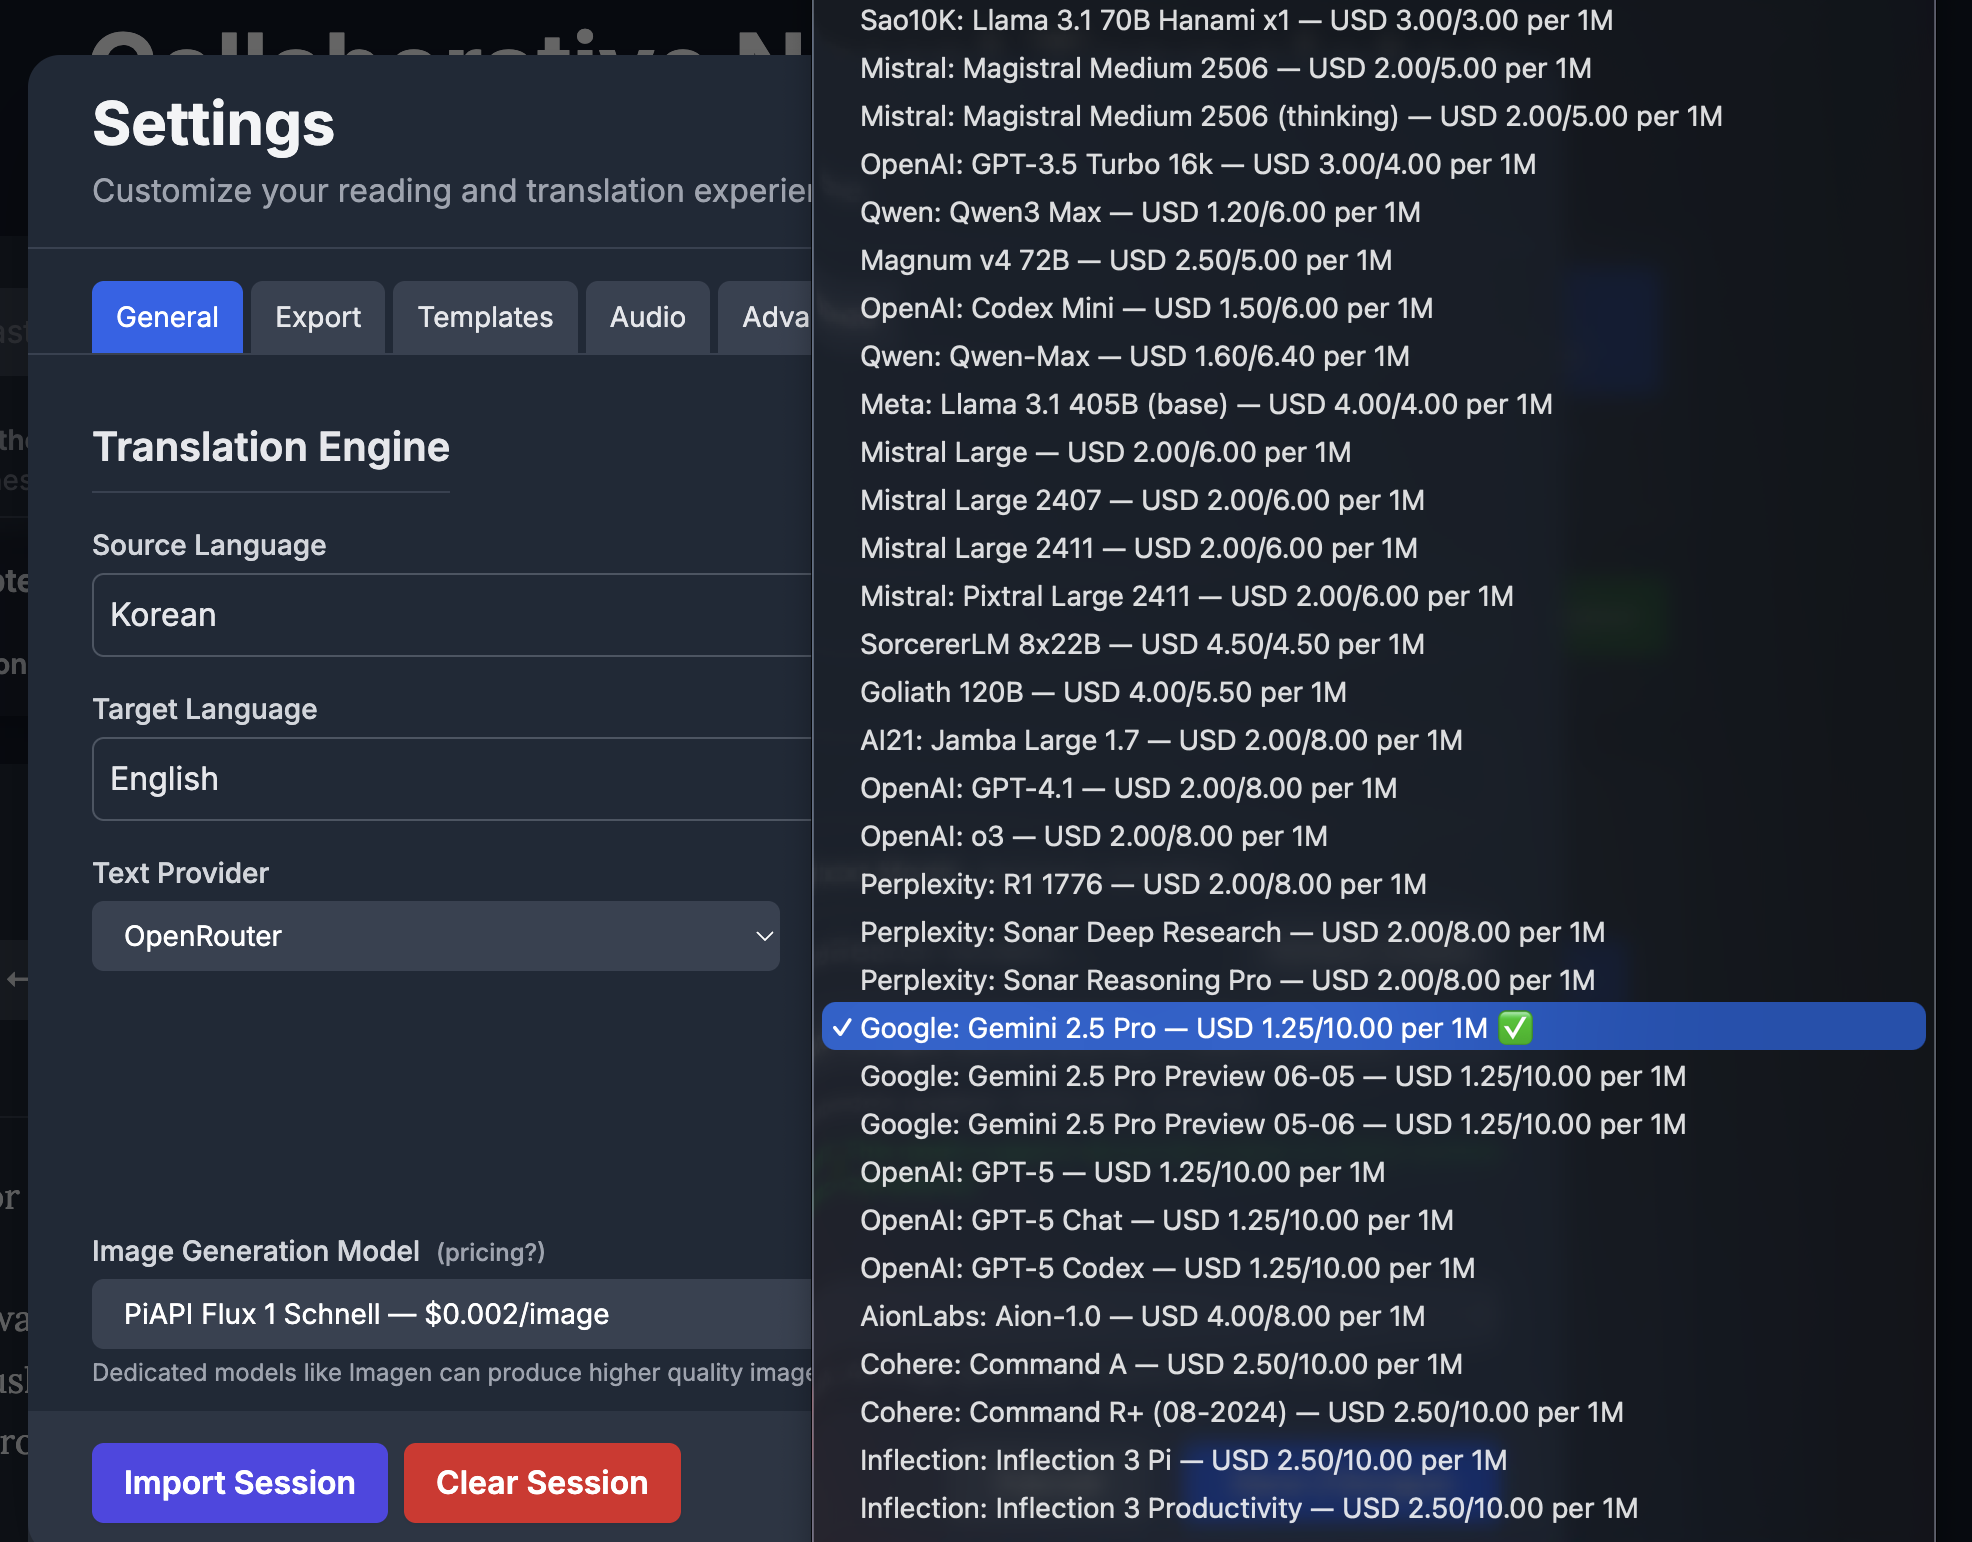 Settings
Customize your reading and translation
General
Export
Templates
Audio
Translation Engine
Source Language
Korean
Target Language
English
Text Provider
OpenRouter
Image Generation Model (pricing?)
PiAPI Flux 1 Schnell — $0.002/image
Dedicated models like Imagen can produce higher quality
Import Session
Clear Session
Sao10K: Llama 3.1 70B Hanami x1 — USD 3.00/3.00 per 1M
Mistral: Magistral Medium 2506 — USD 2.00/5.00 per 1M
Mistral: Magistral Medium 2506 (thinking) — USD 2.00/5.00 per 1M
OpenAI: GPT-3.5 Turbo 16k — USD 3.00/4.00 per 1M
Qwen: Qwen3 Max — USD 1.20/6.00 per 1M
Magnum v4 72B — USD 2.50/5.00 per 1M
OpenAI: Codex Mini — USD 1.50/6.00 per 1M
Qwen: Qwen-Max — USD 1.60/6.40 per 1M
Meta: Llama 3.1 405B (base) — USD 4.00/4.00 per 1M
Mistral Large — USD 2.00/6.00 per 1M
Mistral Large 2407 — USD 2.00/6.00 per 1M
Mistral Large 2411 — USD 2.00/6.00 per 1M
Mistral: Pixtral Large 2411 — USD 2.00/6.00 per 1M
SorcererLM 8x22B — USD 4.50/4.50 per 1M
Goliath 120B — USD 4.00/5.50 per 1M
AI21: Jamba Large 1.7 — USD 2.00/8.00 per 1M
OpenAI: GPT-4.1 — USD 2.00/8.00 per 1M
OpenAI: o3 — USD 2.00/8.00 per 1M
Perplexity: R1 1776 — USD 2.00/8.00 per 1M
Perplexity: Sonar Deep Research — USD 2.00/8.00 per 1M
Perplexity: Sonar Reasoning Pro — USD 2.00/8.00 per 1M
✓ Google: Gemini 2.5 Pro — USD 1.25/10.00 per 1M ✅
Google: Gemini 2.5 Pro Preview 06-05 — USD 1.25/10.00 per 1M
Google: Gemini 2.5 Pro Preview 05-06 — USD 1.25/10.00 per 1M
OpenAI: GPT-5 — USD 1.25/10.00 per 1M
OpenAI: GPT-5 Chat — USD 1.25/10.00 per 1M
OpenAI: GPT-5 Codex — USD 1.25/10.00 per 1M
AionLabs: Aion-1.0 — USD 4.00/8.00 per 1M
Cohere: Command A — USD 2.50/10.00 per 1M
Cohere: Command R+ (08-2024) — USD 2.50/10.00 per 1M
Inflection: Inflection 3 Pi — USD 2.50/10.00 per 1M
Inflection: Inflection 3 Productivity — USD 2.50/10.00 per 1M